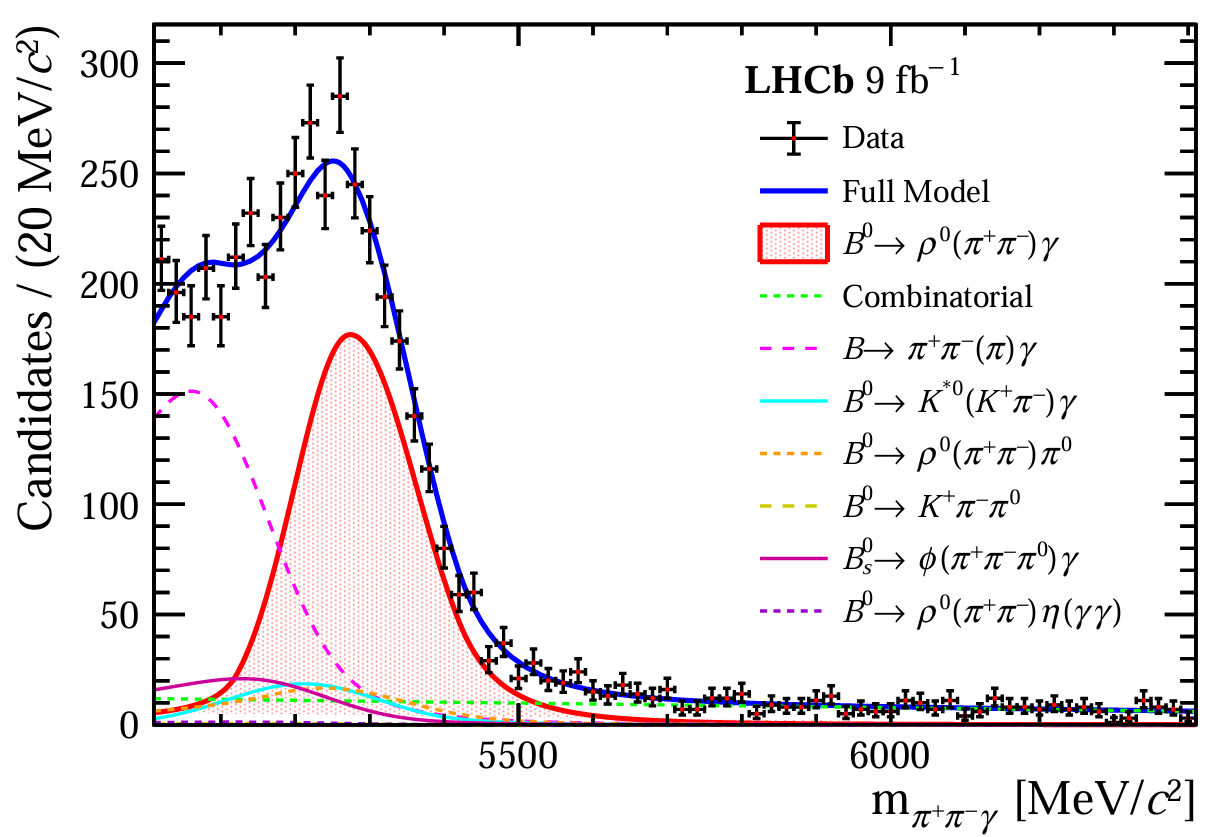 LHCb 9 fb⁻¹
Data
Full Model
B⁰→ ρ⁰(π⁺π⁻)γ
Combinatorial
B→ π⁺π⁻(π)γ
B⁰→ K*⁰(K⁺π⁻)γ
B⁰→ ρ⁰(π⁺π⁻)π⁰
B⁰→ K⁺π⁻π⁰
B⁰ₛ→ ϕ(π⁺π⁻π⁰)γ
B⁰→ ρ⁰(π⁺π⁻)η(γγ)
Candidates / (20 MeV/c²)
300
250
200
150
100
50
0
5500 6000
m_π⁺π⁻γ [MeV/c²]